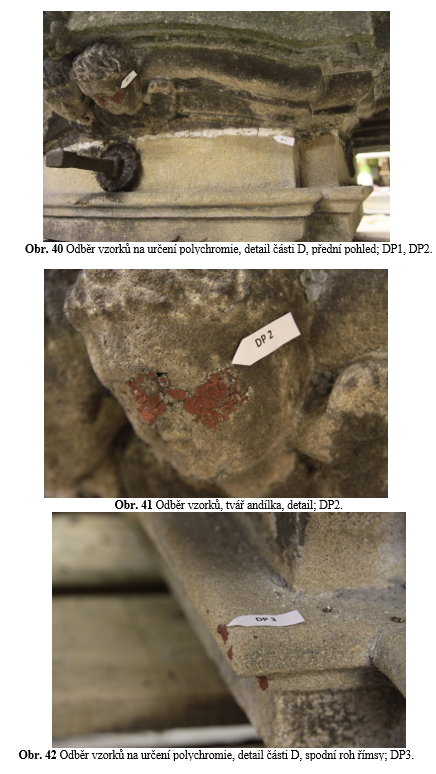 Obr. 40 Odběr vzorků na určení polychromie, detail části D, přední pohled; DP1, DP2.
DP 2
Obr. 41 Odběr vzorků, tvář andílka, detail; DP2.
DP 3
Obr. 42 Odběr vzorků na určení polychromie, detail části D, spodní roh římsy; DP3.